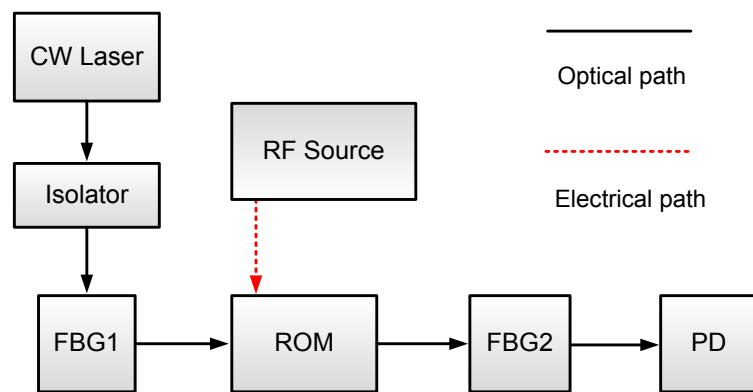 CW Laser
Optical path
RF Source
Isolator
Electrical path
FBG1
ROM
FBG2
PD